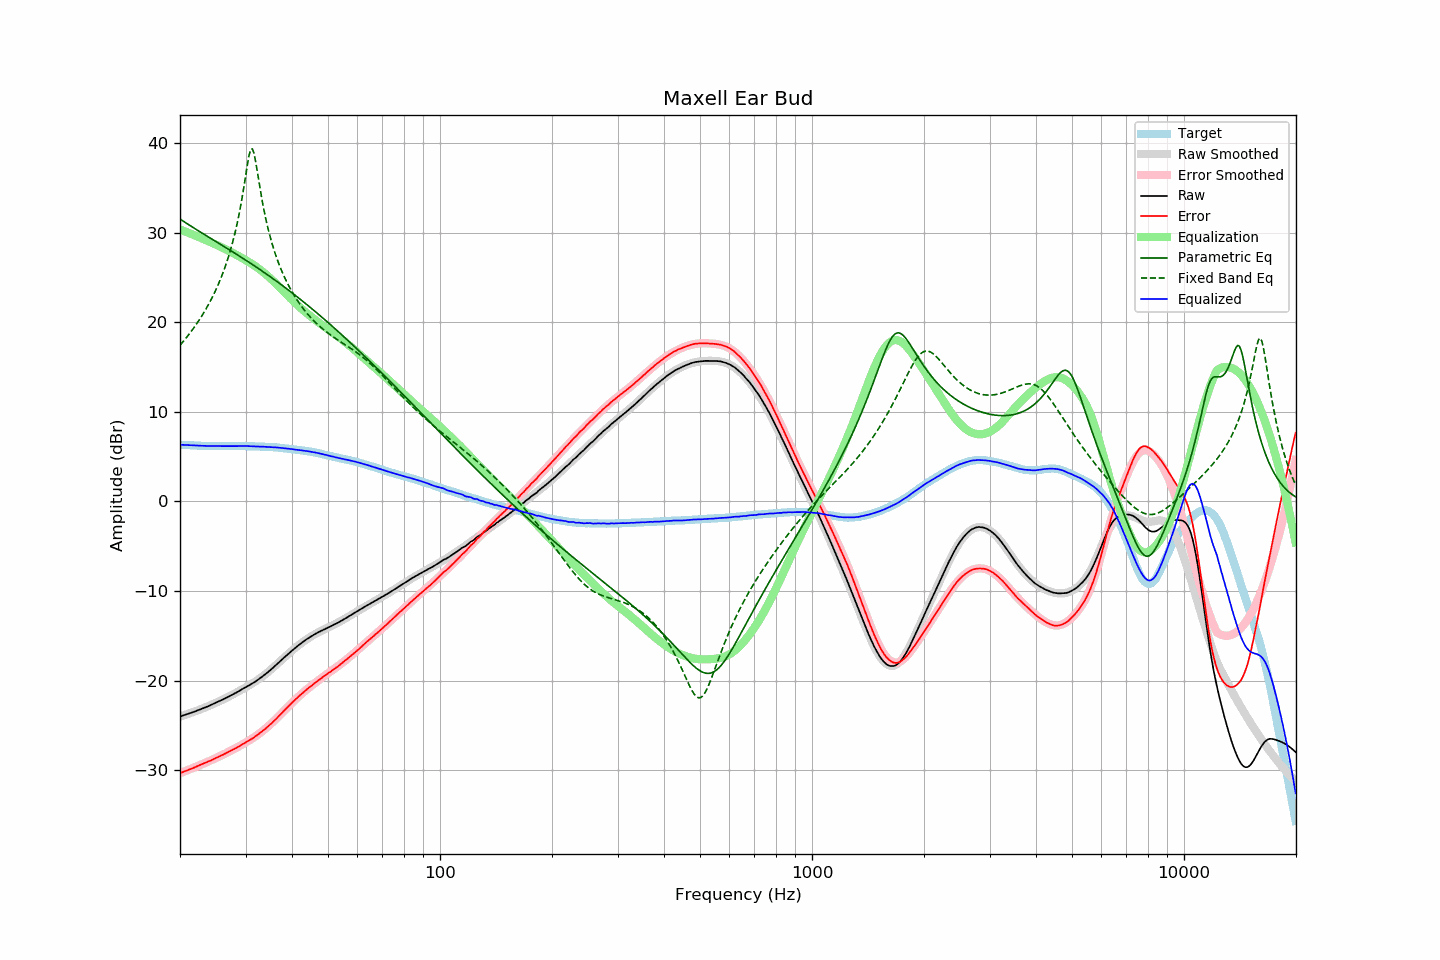 Maxell Ear Bud
Target
Raw Smoothed
Error Smoothed
Raw
Error
Equalization
Parametric Eq
Fixed Band Eq
Equalized
Amplitude (dBr)
40
30
20
10
0
−10
−20
−30
100
1000
10000
Frequency (Hz)